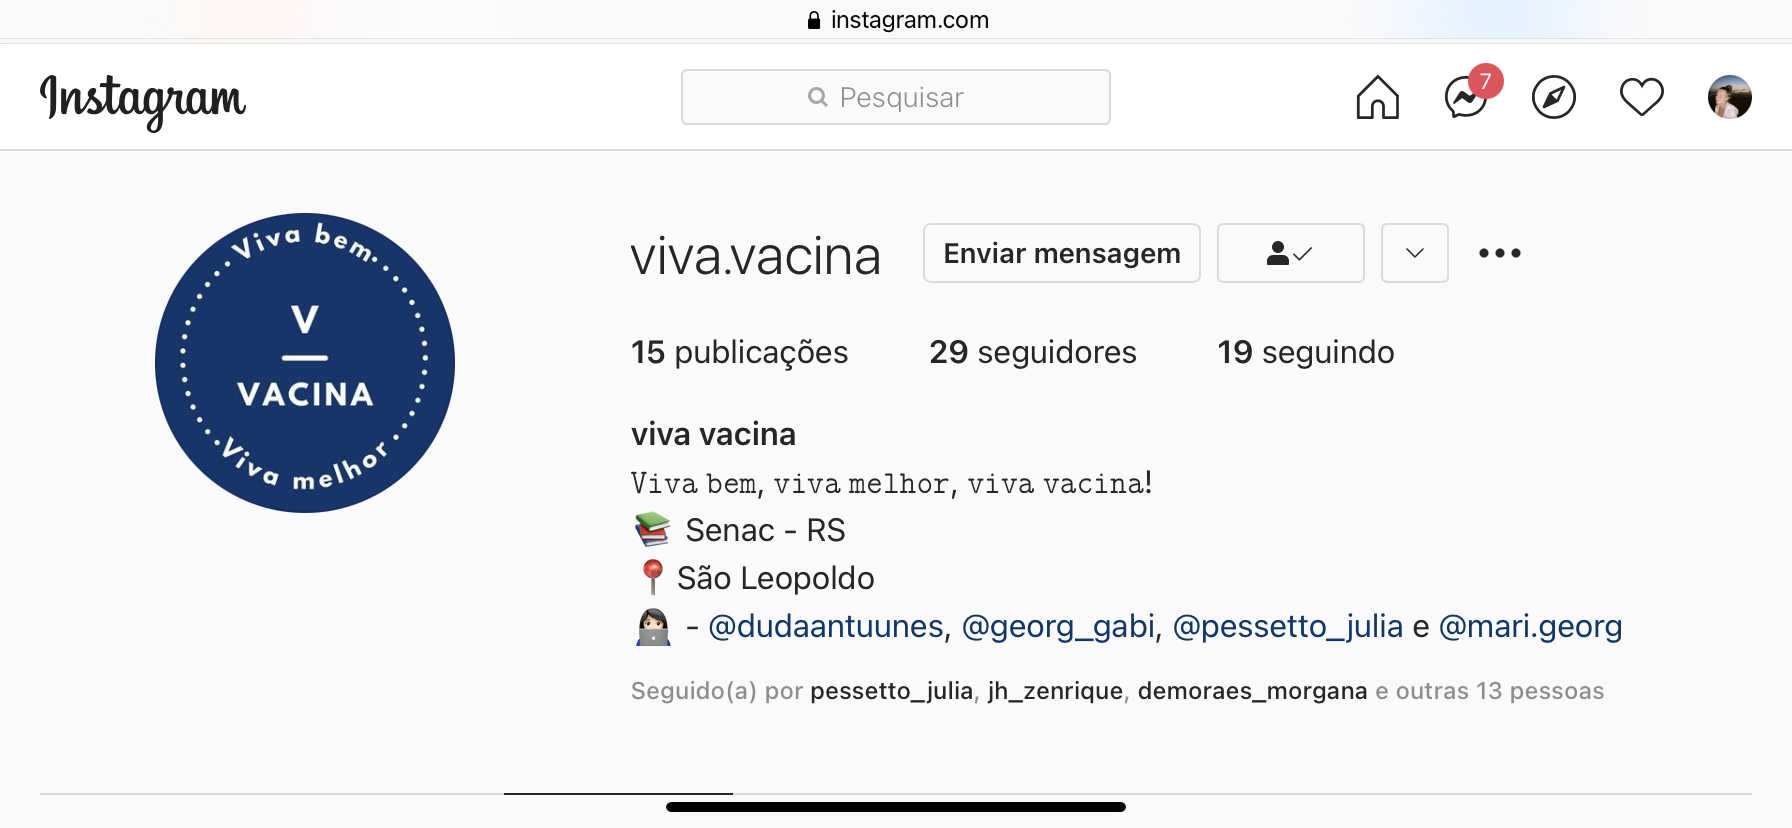 instagram.com
Instagram
Pesquisar
7
Viva bem
V
VACINA
Viva melhor
viva.vacina
Enviar mensagem
15 publicações 29 seguidores 19 seguindo
viva vacina
Viva bem, viva melhor, viva vacina!
📚 Senac - RS
📍 São Leopoldo
👩🏻‍💻 - @dudaantuunes, @georg_gabi, @pessetto_julia e @mari.georg
Seguido(a) por pessetto_julia, jh_zenrique, demoraes_morgana e outras 13 pessoas